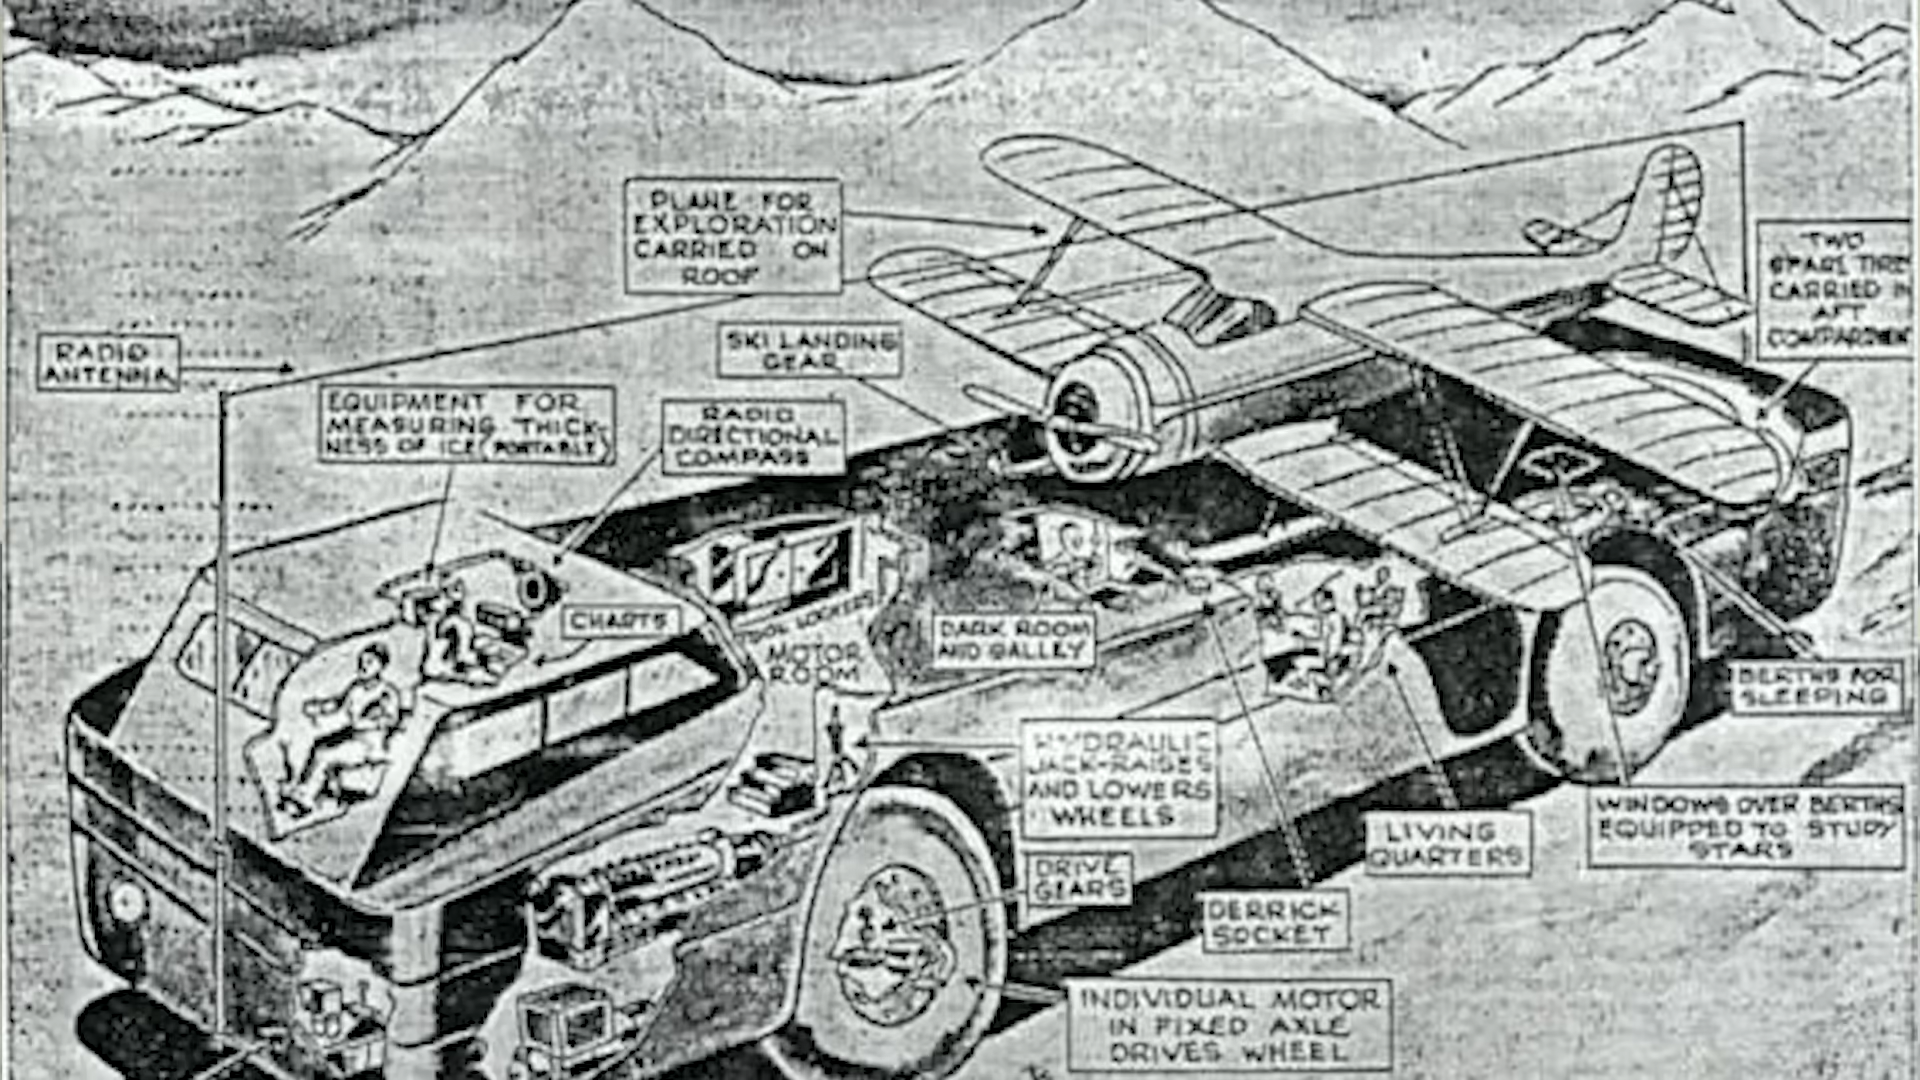 PLANE FOR
EXPLORATION
CARRIED ON
ROOF
TWO
SPARE TIRES
CARRIED IN
AFT
COMPARTMENT
SKI LANDING
GEAR
RADIO
ANTENNA
EQUIPMENT FOR
MEASURING THICK-
NESS OF ICE (PORTABLE)
RADIO
DIRECTIONAL
COMPASS
CHARTS
TOOL LOCKERS
MOTOR
ROOM
DARK ROOM
AND GALLEY
BERTHS FOR
SLEEPING
HYDRAULIC
JACK-RAISES
AND LOWERS
WHEELS
WINDOWS OVER BERTHS
EQUIPPED TO STUDY
STARS
LIVING
QUARTERS
DRIVE
GEARS
DERRICK
SOCKET
INDIVIDUAL MOTOR
IN FIXED AXLE
DRIVES WHEEL